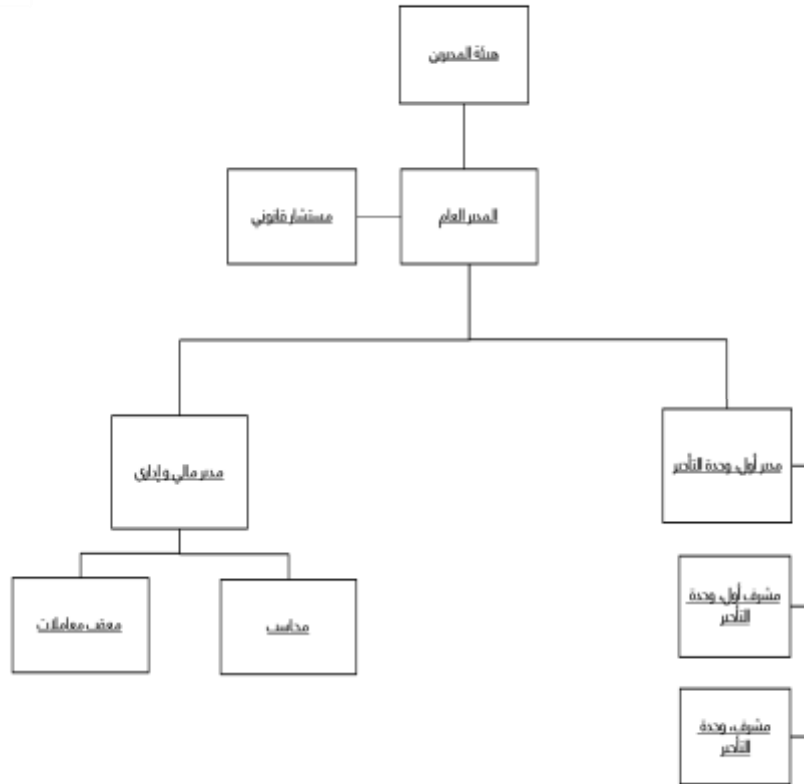 هيئة المديرين
المدير العام
مستشار قانوني
مدير أول، وحدة التأجير
مدير مالي و إداري
مشرف أول، وحدة
التأجير
محاسب
معقب معاملات
مشرف، وحدة
التأجير